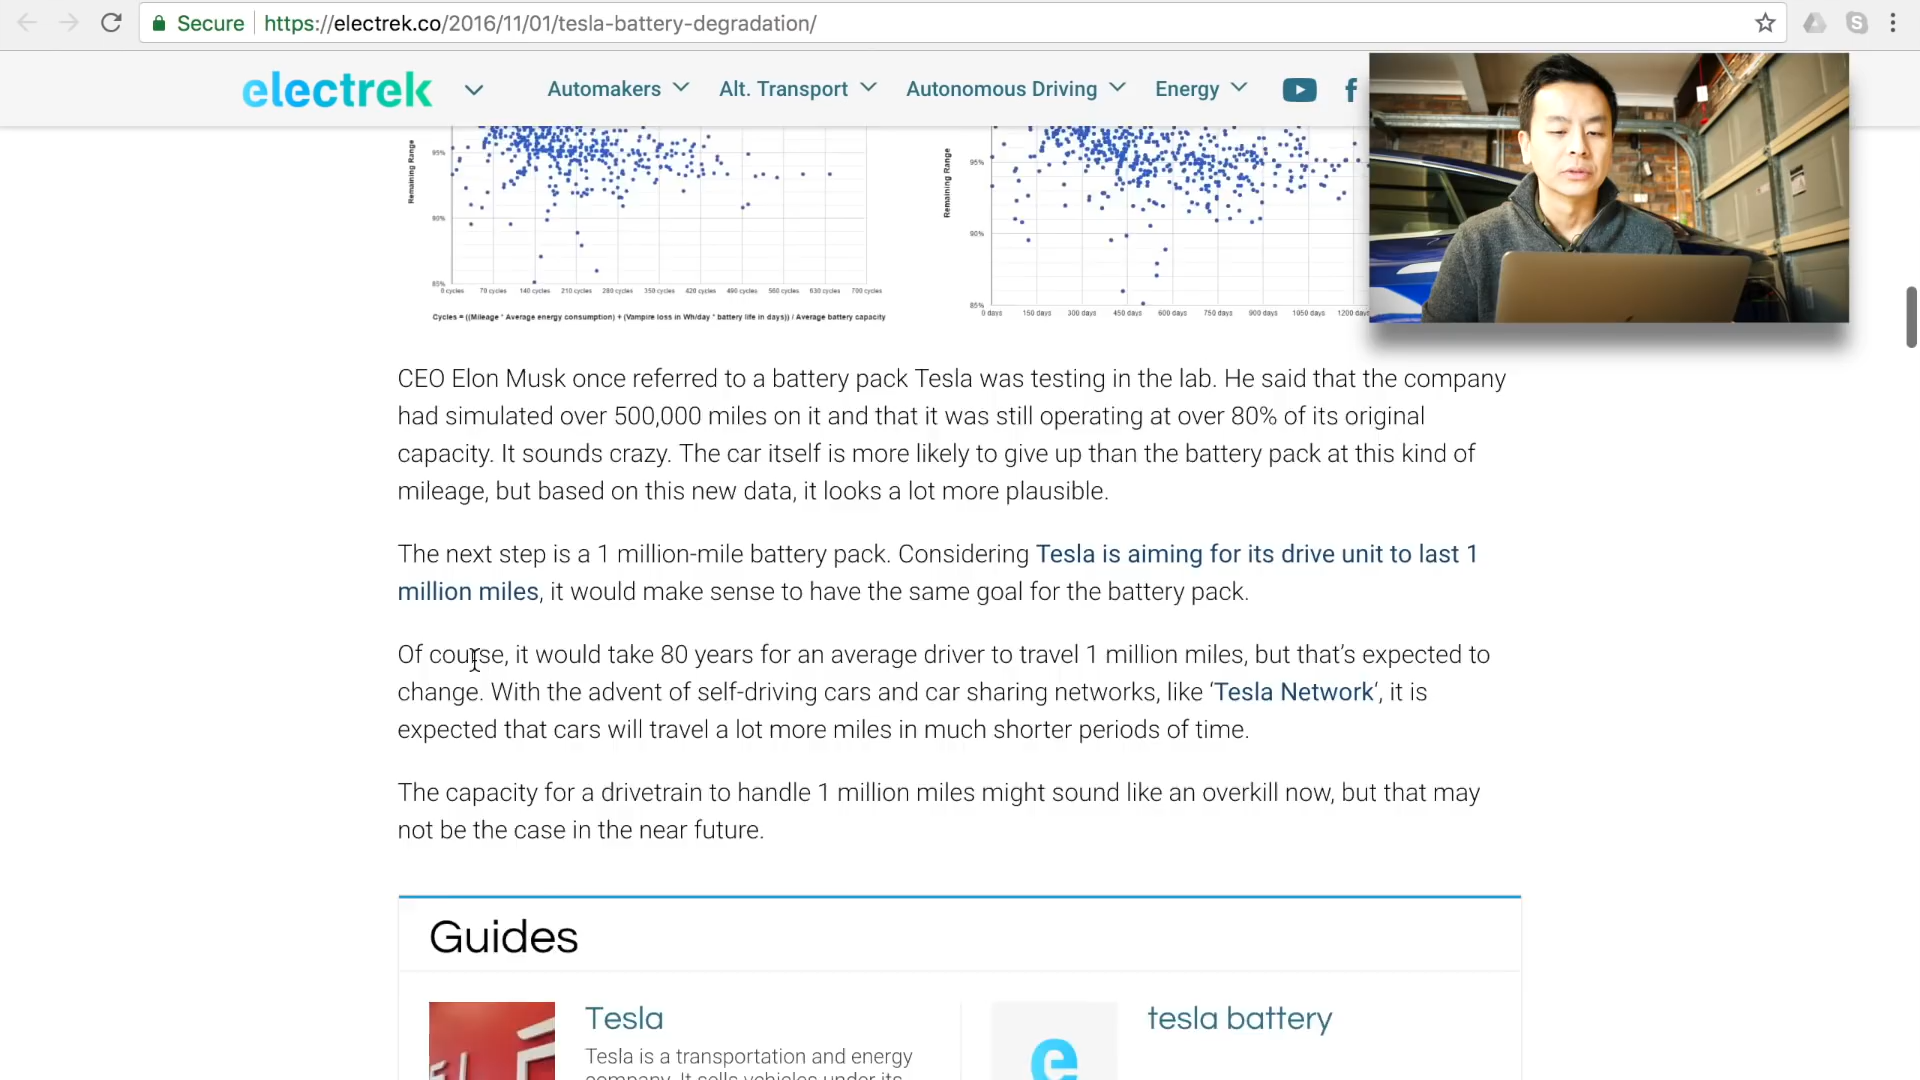 Secure https://electrek.co/2016/11/01/tesla-battery-degradation/
electrek Automakers Alt. Transport Autonomous Driving Energy
Remaining Range
95%
90%
85%
0 cycles 70 cycles 140 cycles 210 cycles 280 cycles 350 cycles 420 cycles 490 cycles 560 cycles 630 cycles 700 cycles
Cycles = ((Mileage * Average energy consumption) + (Vampire loss in Wh/day * battery life in days)) / Average battery capacity
Remaining Range
95%
90%
85%
0 days 150 days 300 days 450 days 600 days 750 days 900 days 1050 days 1200 days
CEO Elon Musk once referred to a battery pack Tesla was testing in the lab. He said that the company
had simulated over 500,000 miles on it and that it was still operating at over 80% of its original
capacity. It sounds crazy. The car itself is more likely to give up than the battery pack at this kind of
mileage, but based on this new data, it looks a lot more plausible.
The next step is a 1 million-mile battery pack. Considering Tesla is aiming for its drive unit to last 1
million miles, it would make sense to have the same goal for the battery pack.
Of course, it would take 80 years for an average driver to travel 1 million miles, but that’s expected to
change. With the advent of self-driving cars and car sharing networks, like ‘Tesla Network‘, it is
expected that cars will travel a lot more miles in much shorter periods of time.
The capacity for a drivetrain to handle 1 million miles might sound like an overkill now, but that may
not be the case in the near future.
Guides
Tesla
Tesla is a transportation and energy
company. It sells vehicles under its
tesla battery